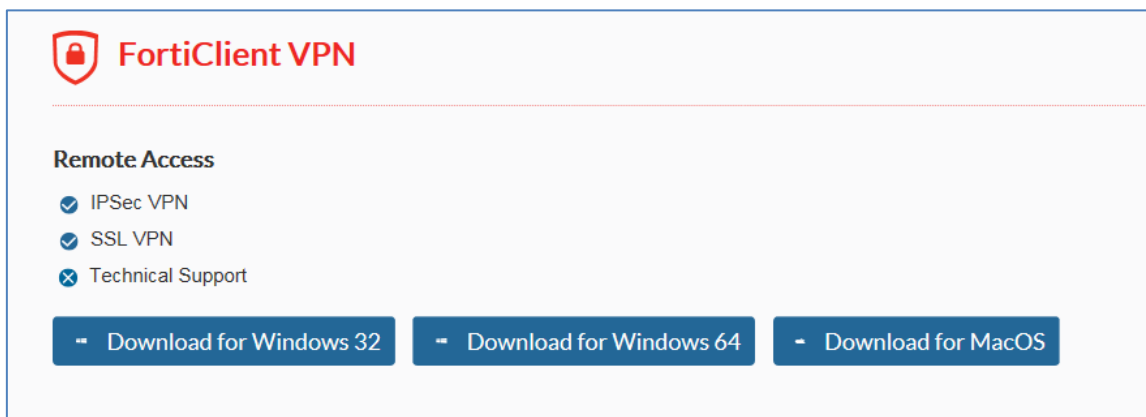 FortiClient VPN
Remote Access
IPSec VPN
SSL VPN
Technical Support
Download for Windows 32 Download for Windows 64 Download for MacOS